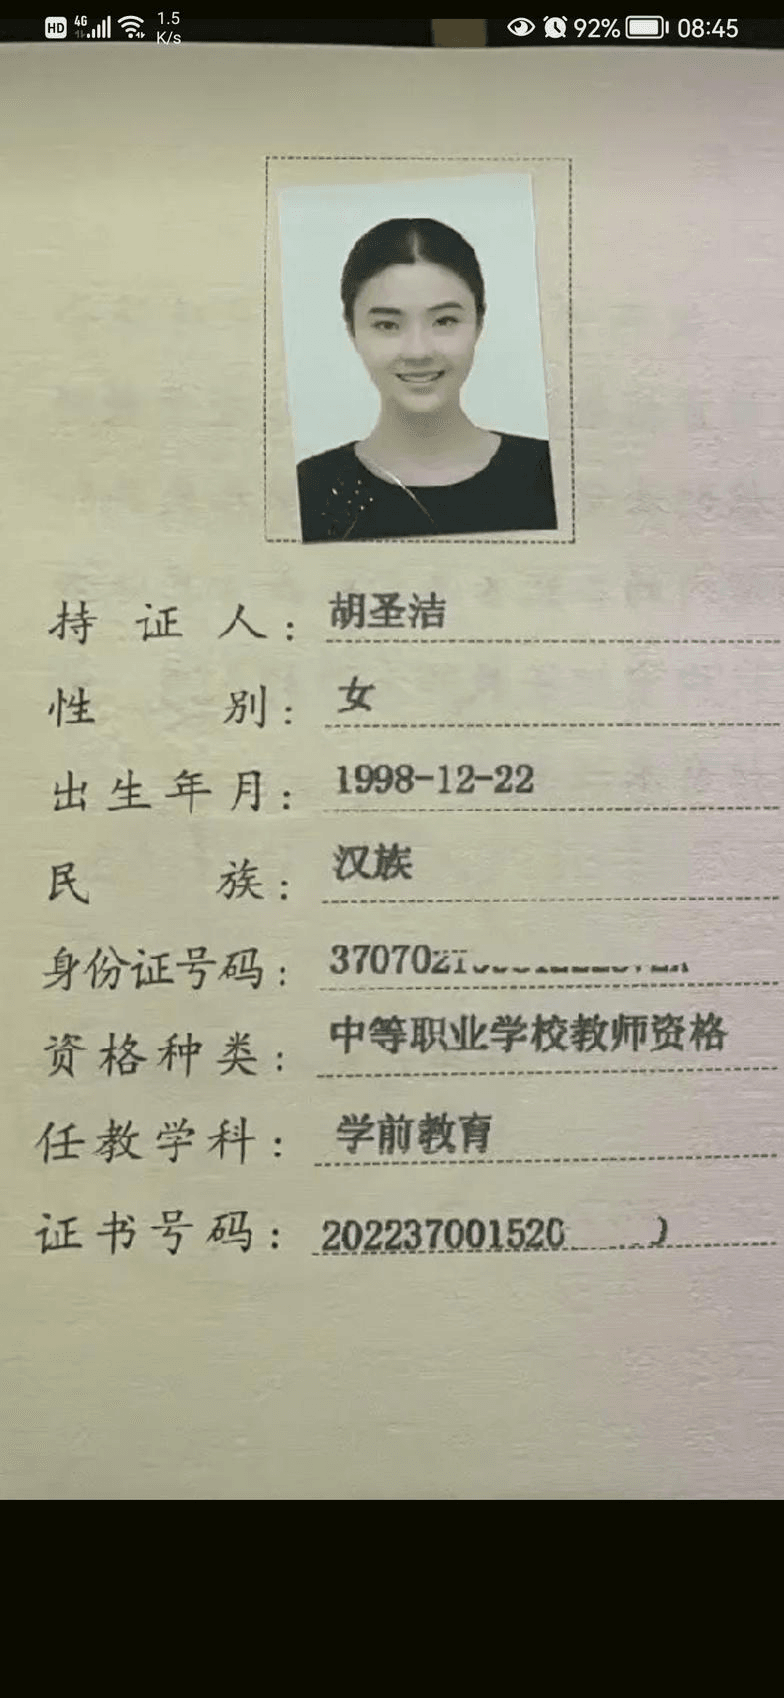 HD 4G 1.5 K/s 92% 08:45
持证人：胡圣洁
性别：女
出生年月：1998-12-22
民族：汉族
身份证号码：370702
资格种类：中等职业学校教师资格
任教学科：学前教育
证书号码：202237001520